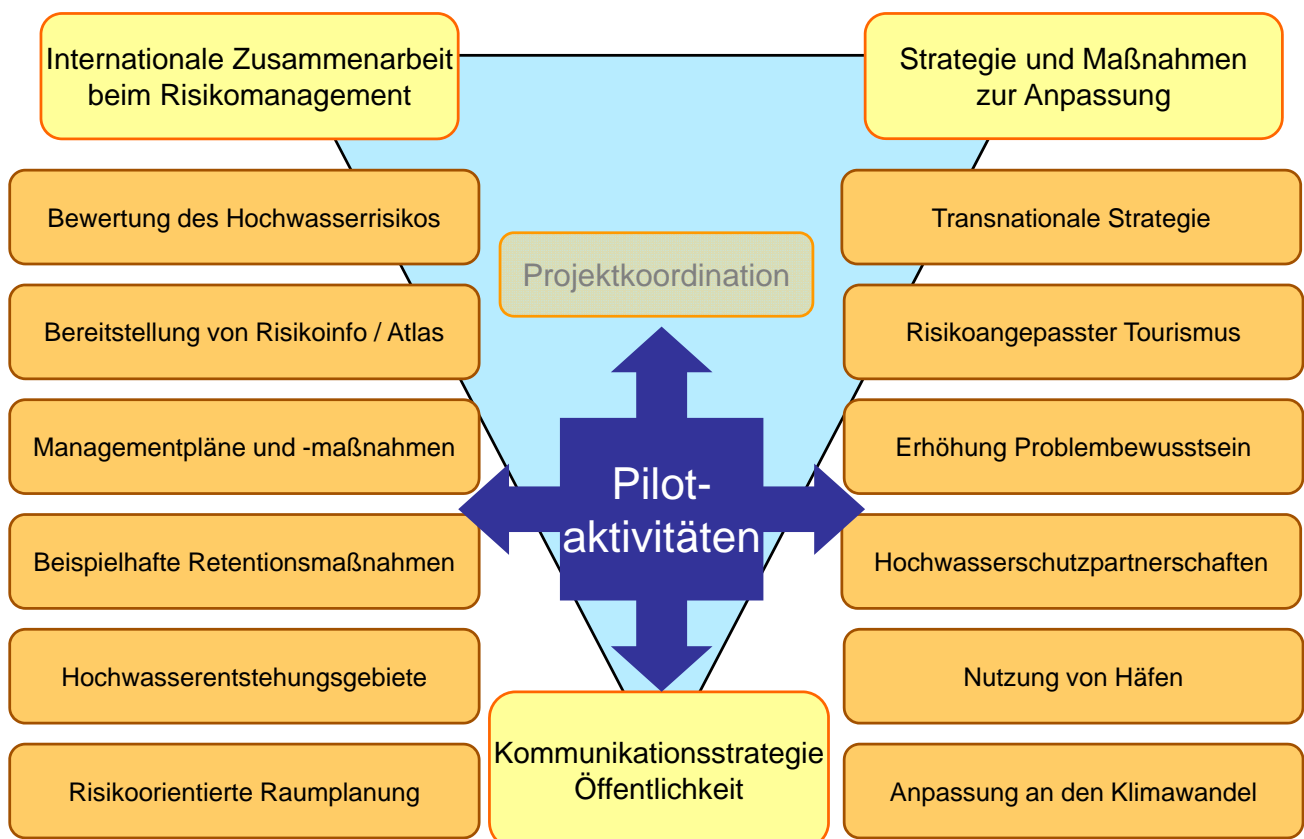 Internationale Zusammenarbeit
beim Risikomanagement
Strategie und Maßnahmen
zur Anpassung
Bewertung des Hochwasserrisikos
Bereitstellung von Risikoinfo / Atlas
Managementpläne und -maßnahmen
Beispielhafte Retentionsmaßnahmen
Hochwasserentstehungsgebiete
Risikoorientierte Raumplanung
Projektkoordination
Pilot-
aktivitäten
Kommunikationsstrategie
Öffentlichkeit
Transnationale Strategie
Risikoangepasster Tourismus
Erhöhung Problembewusstsein
Hochwasserschutzpartnerschaften
Nutzung von Häfen
Anpassung an den Klimawandel